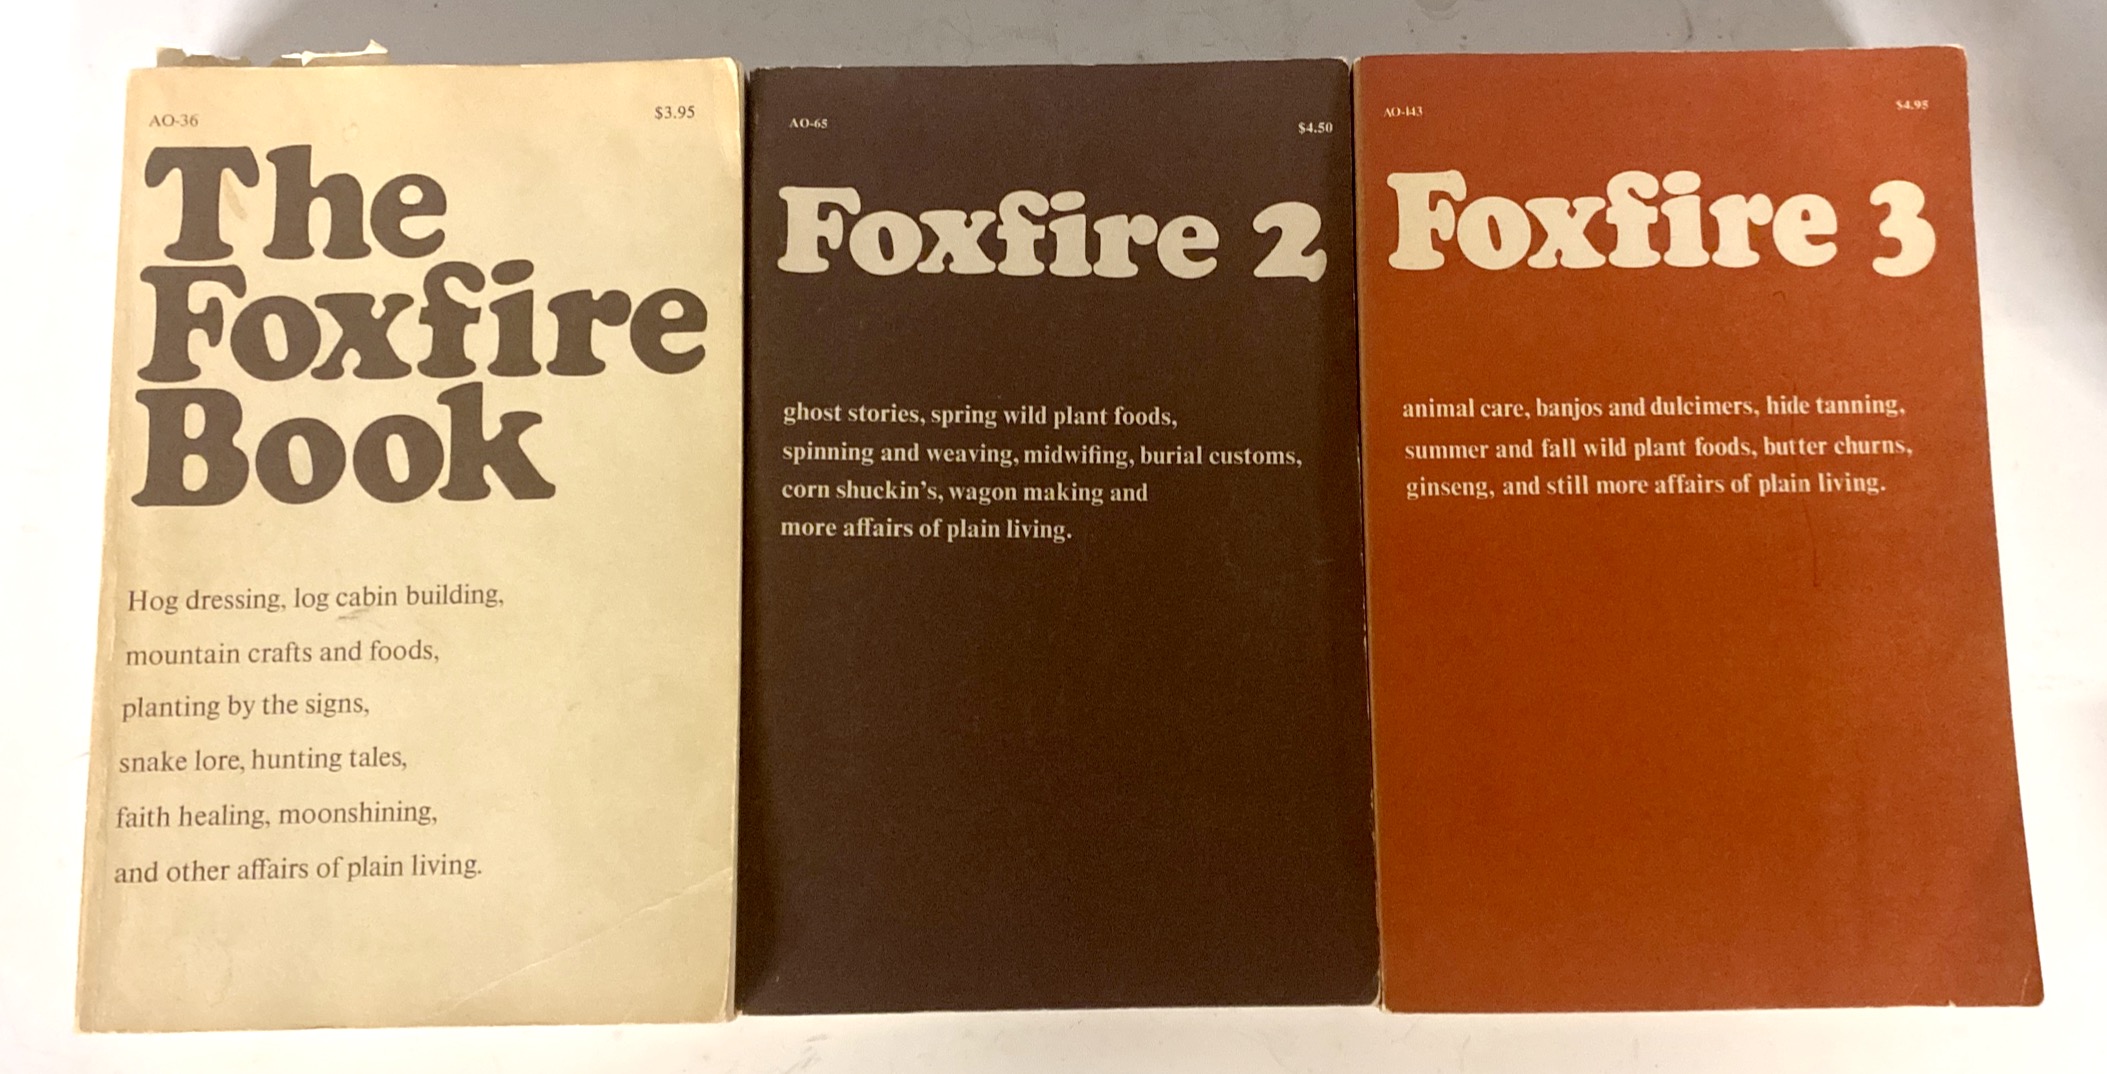 AO-36
$3.95
The
Foxfire
Book
Hog dressing, log cabin building,
mountain crafts and foods,
planting by the signs,
snake lore, hunting tales,
faith healing, moonshining,
and other affairs of plain living.
AO-65
$4.50
Foxfire 2
ghost stories, spring wild plant foods,
spinning and weaving, midwifing, burial customs,
corn shuckin's, wagon making and
more affairs of plain living.
AO-143
$4.95
Foxfire 3
animal care, banjos and dulcimers, hide tanning,
summer and fall wild plant foods, butter churns,
ginseng, and still more affairs of plain living.